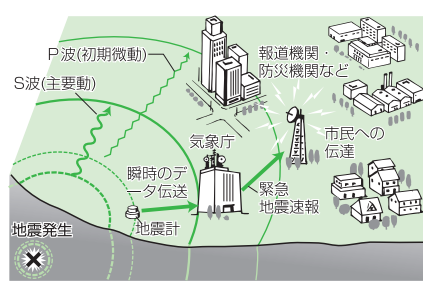 P波(初期微動)
S波(主要動)
報道機関・
防災機関など
気象庁
市民への
伝達
瞬時のデ
ータ伝送
緊急
地震速報
地震発生
地震計